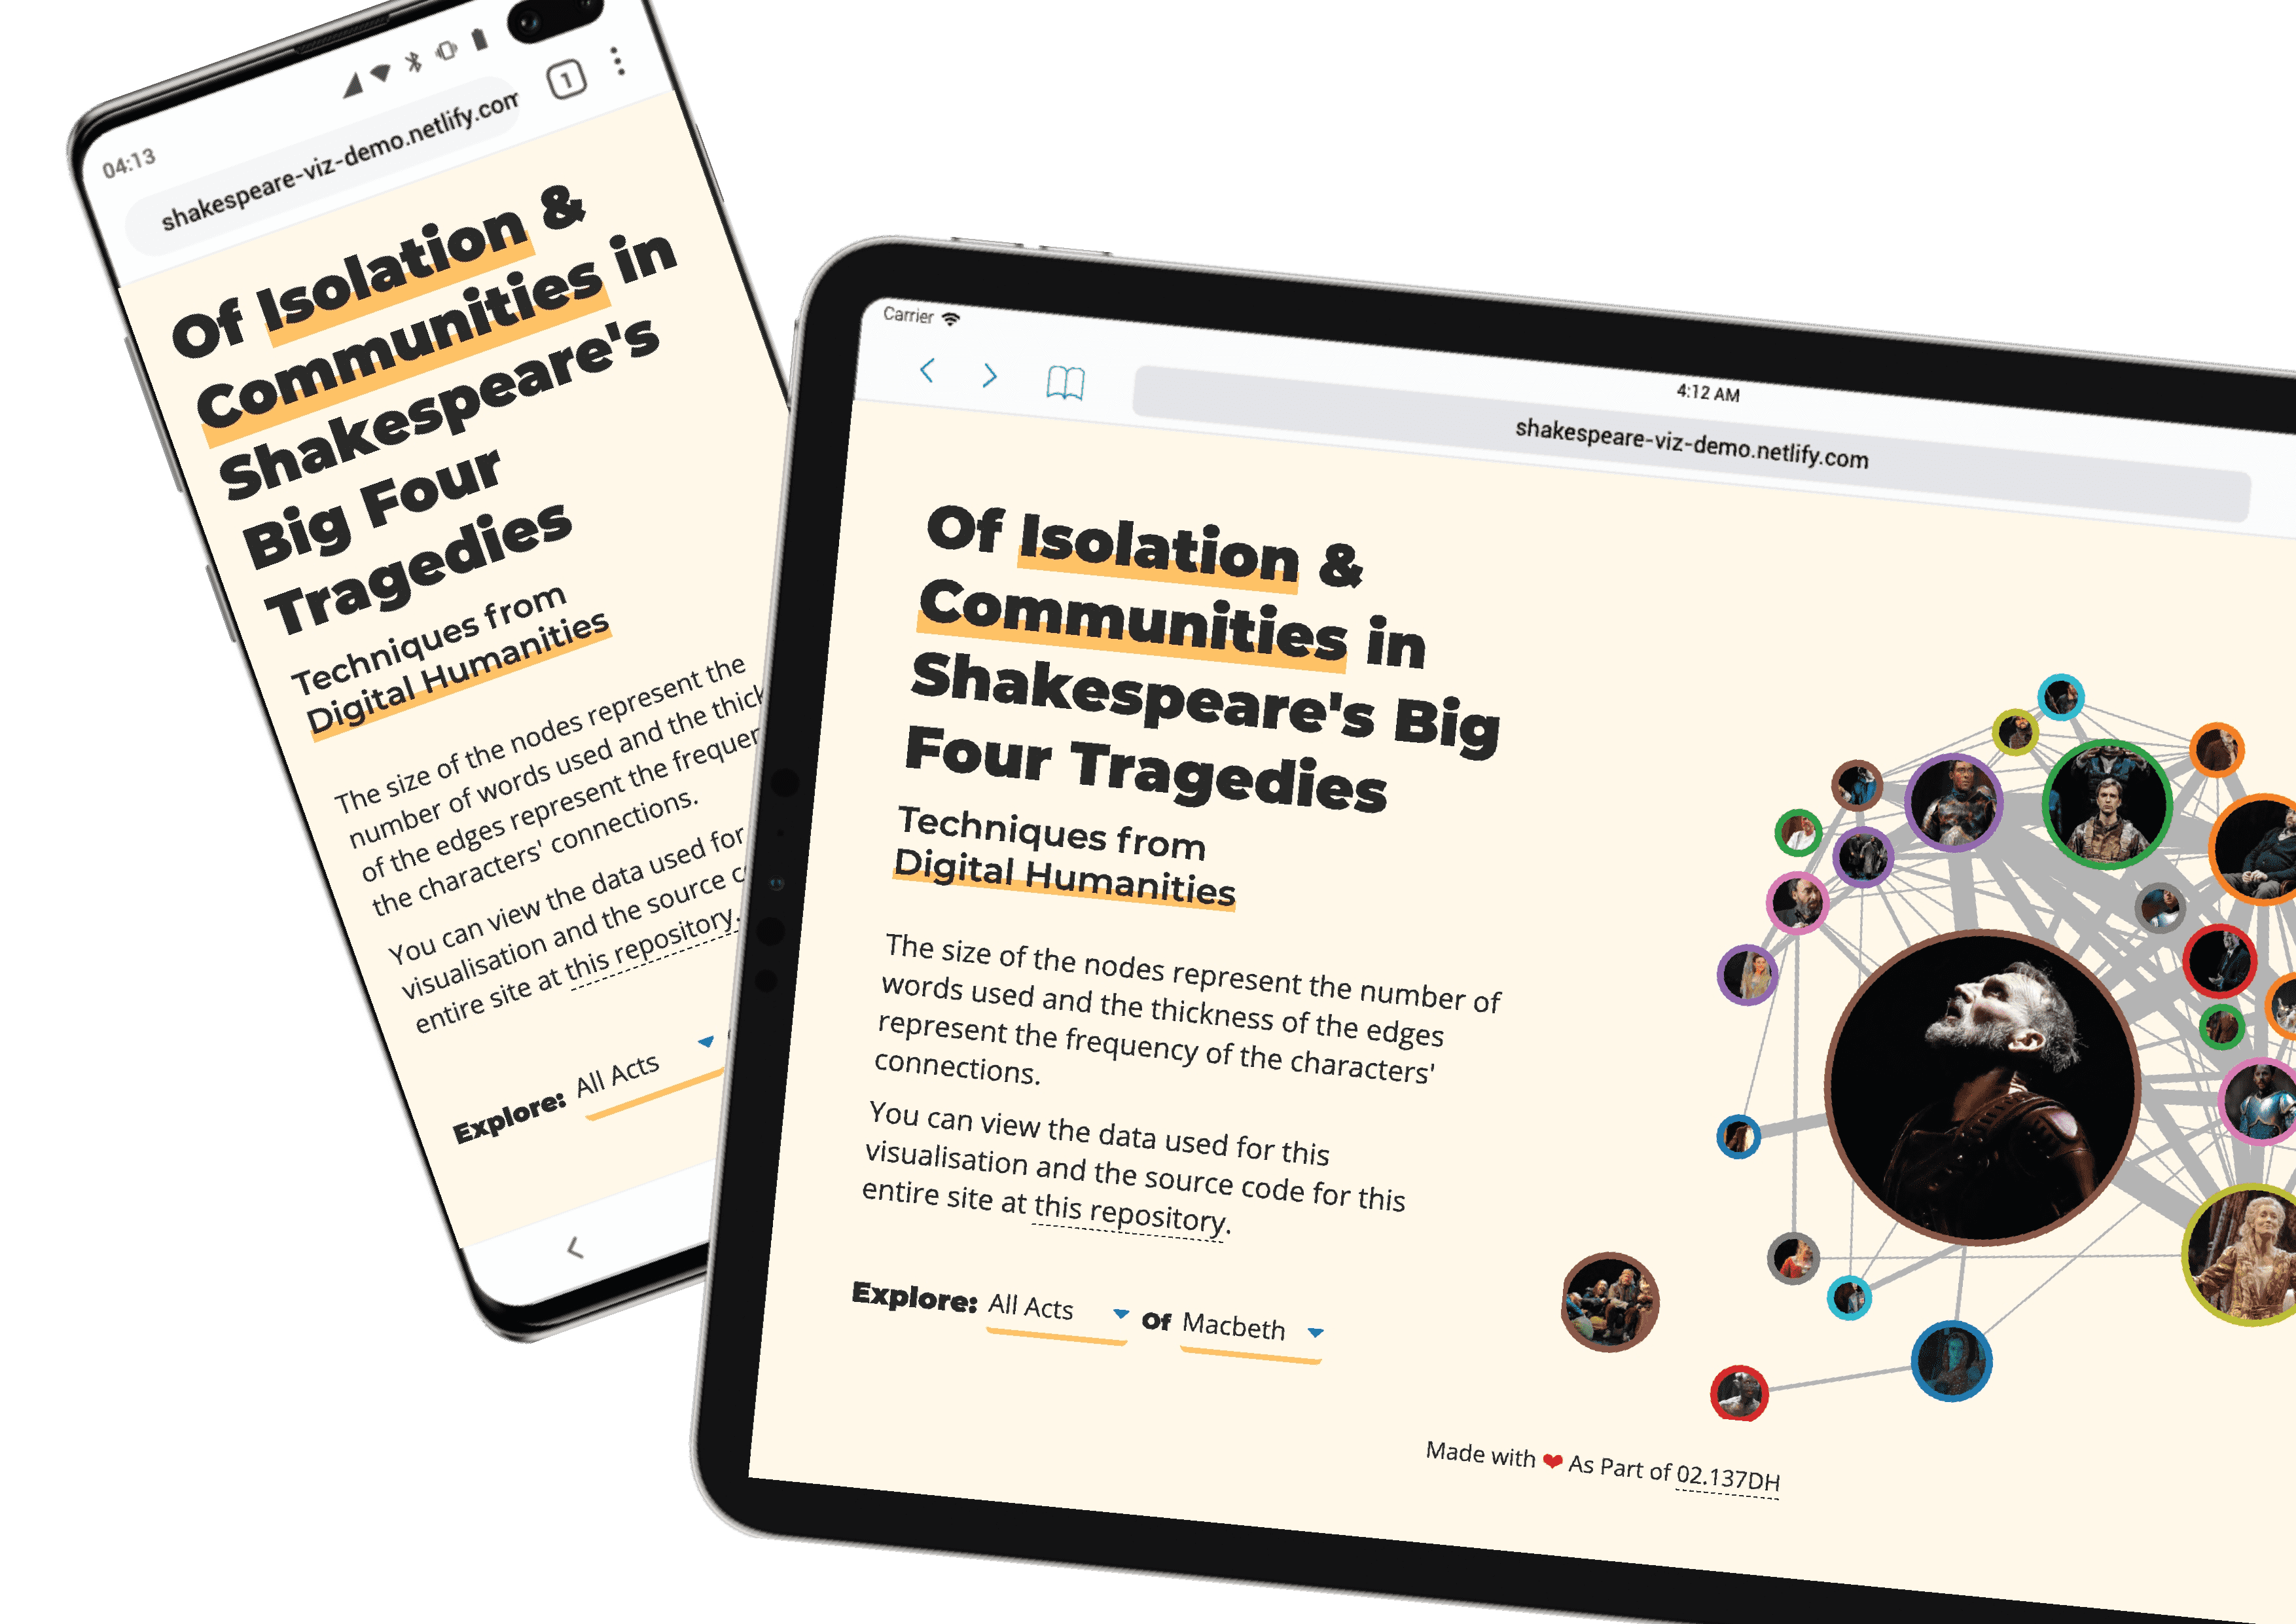 04:13
1
shakespeare-viz-demo.netlify.com
Of Isolation &
Communities in
Shakespeare's
Big Four
Tragedies
Techniques from
Digital Humanities
The size of the nodes represent the
number of words used and the
of the edges represent the
the characters' connections.
You can view the data used for
visualisation and the source
entire site at this repository.
Explore: All Acts
Carrier
4:12 AM
shakespeare-viz-demo.netlify.com
Of Isolation &
Communities in
Shakespeare's Big
Four Tragedies
Techniques from
Digital Humanities
The size of the nodes represent the number of
words used and the thickness of the edges
represent the frequency of the characters'
connections.
You can view the data used for this
visualisation and the source code for this
entire site at this repository.
Explore: All Acts of Macbeth
Made with ❤ As Part of 02.137DH